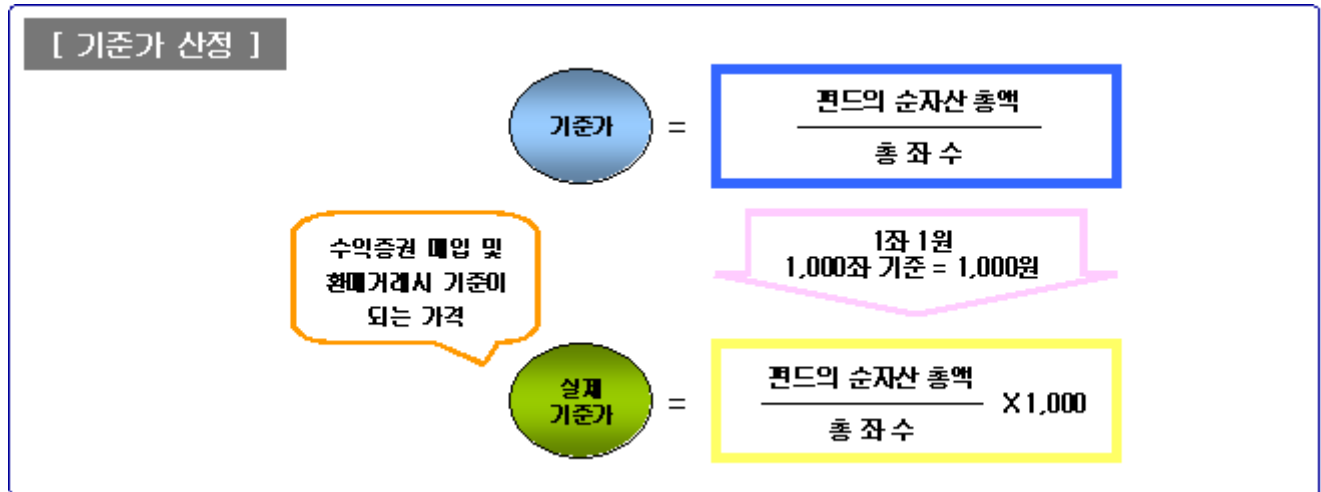 [ 기준가 산정 ]
기준가 = 펀드의 순자산 총액
총 좌 수
1좌 1원
1,000좌 기준 = 1,000원
수익증권 매입 및
환매거래시 기준이
되는 가격
실제
기준가
= 펀드의 순자산 총액
총 좌 수
X 1,000